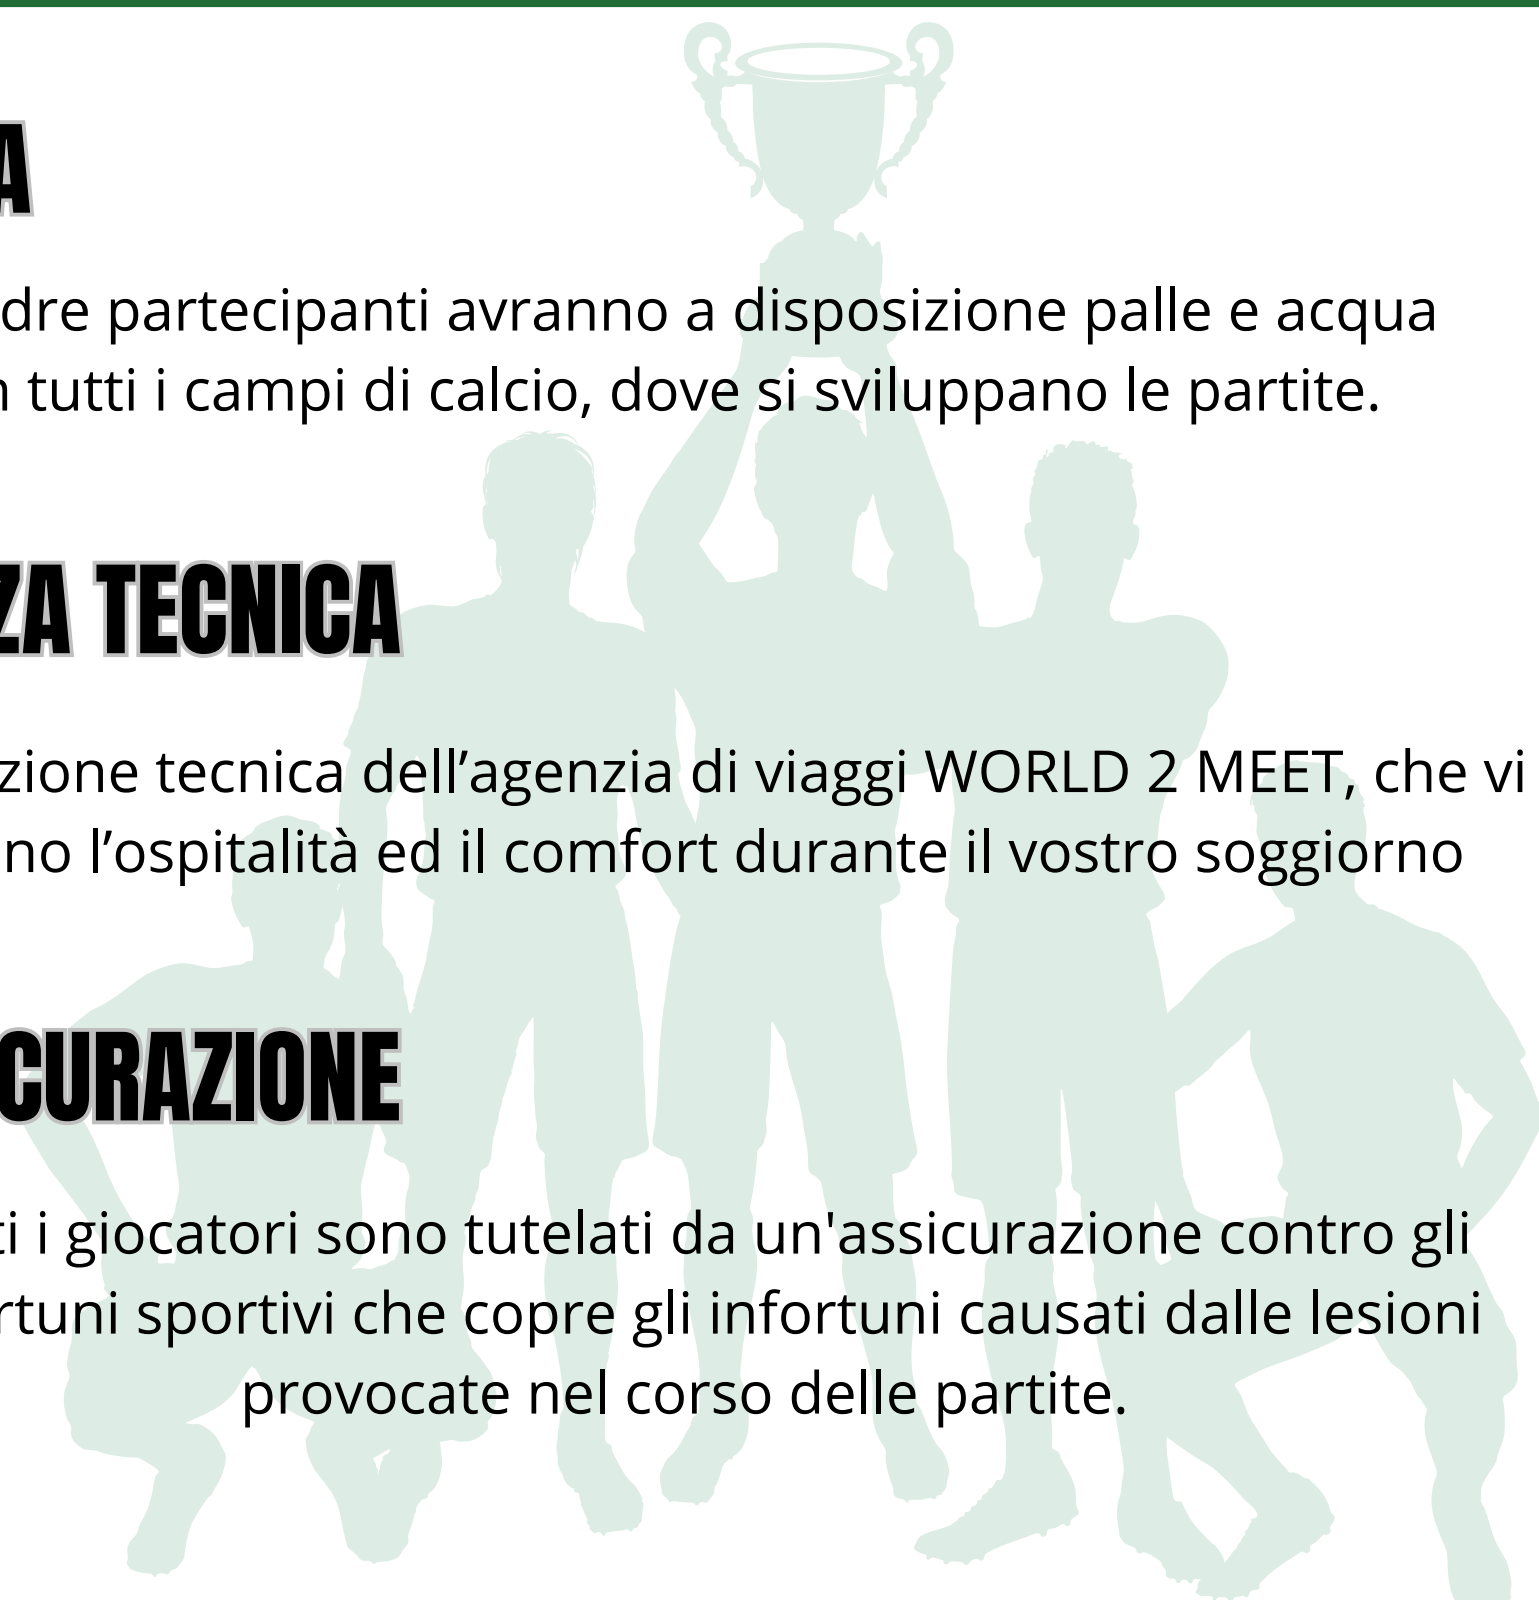 A
dre partecipanti avranno a disposizione palle e acqua
n tutti i campi di calcio, dove si sviluppano le partite.
ZA TECNICA
zione tecnica dell’agenzia di viaggi WORLD 2 MEET, che vi
no l’ospitalità ed il comfort durante il vostro soggiorno
CURAZIONE
ti i giocatori sono tutelati da un'assicurazione contro gli
rtuni sportivi che copre gli infortuni causati dalle lesioni
provocate nel corso delle partite.